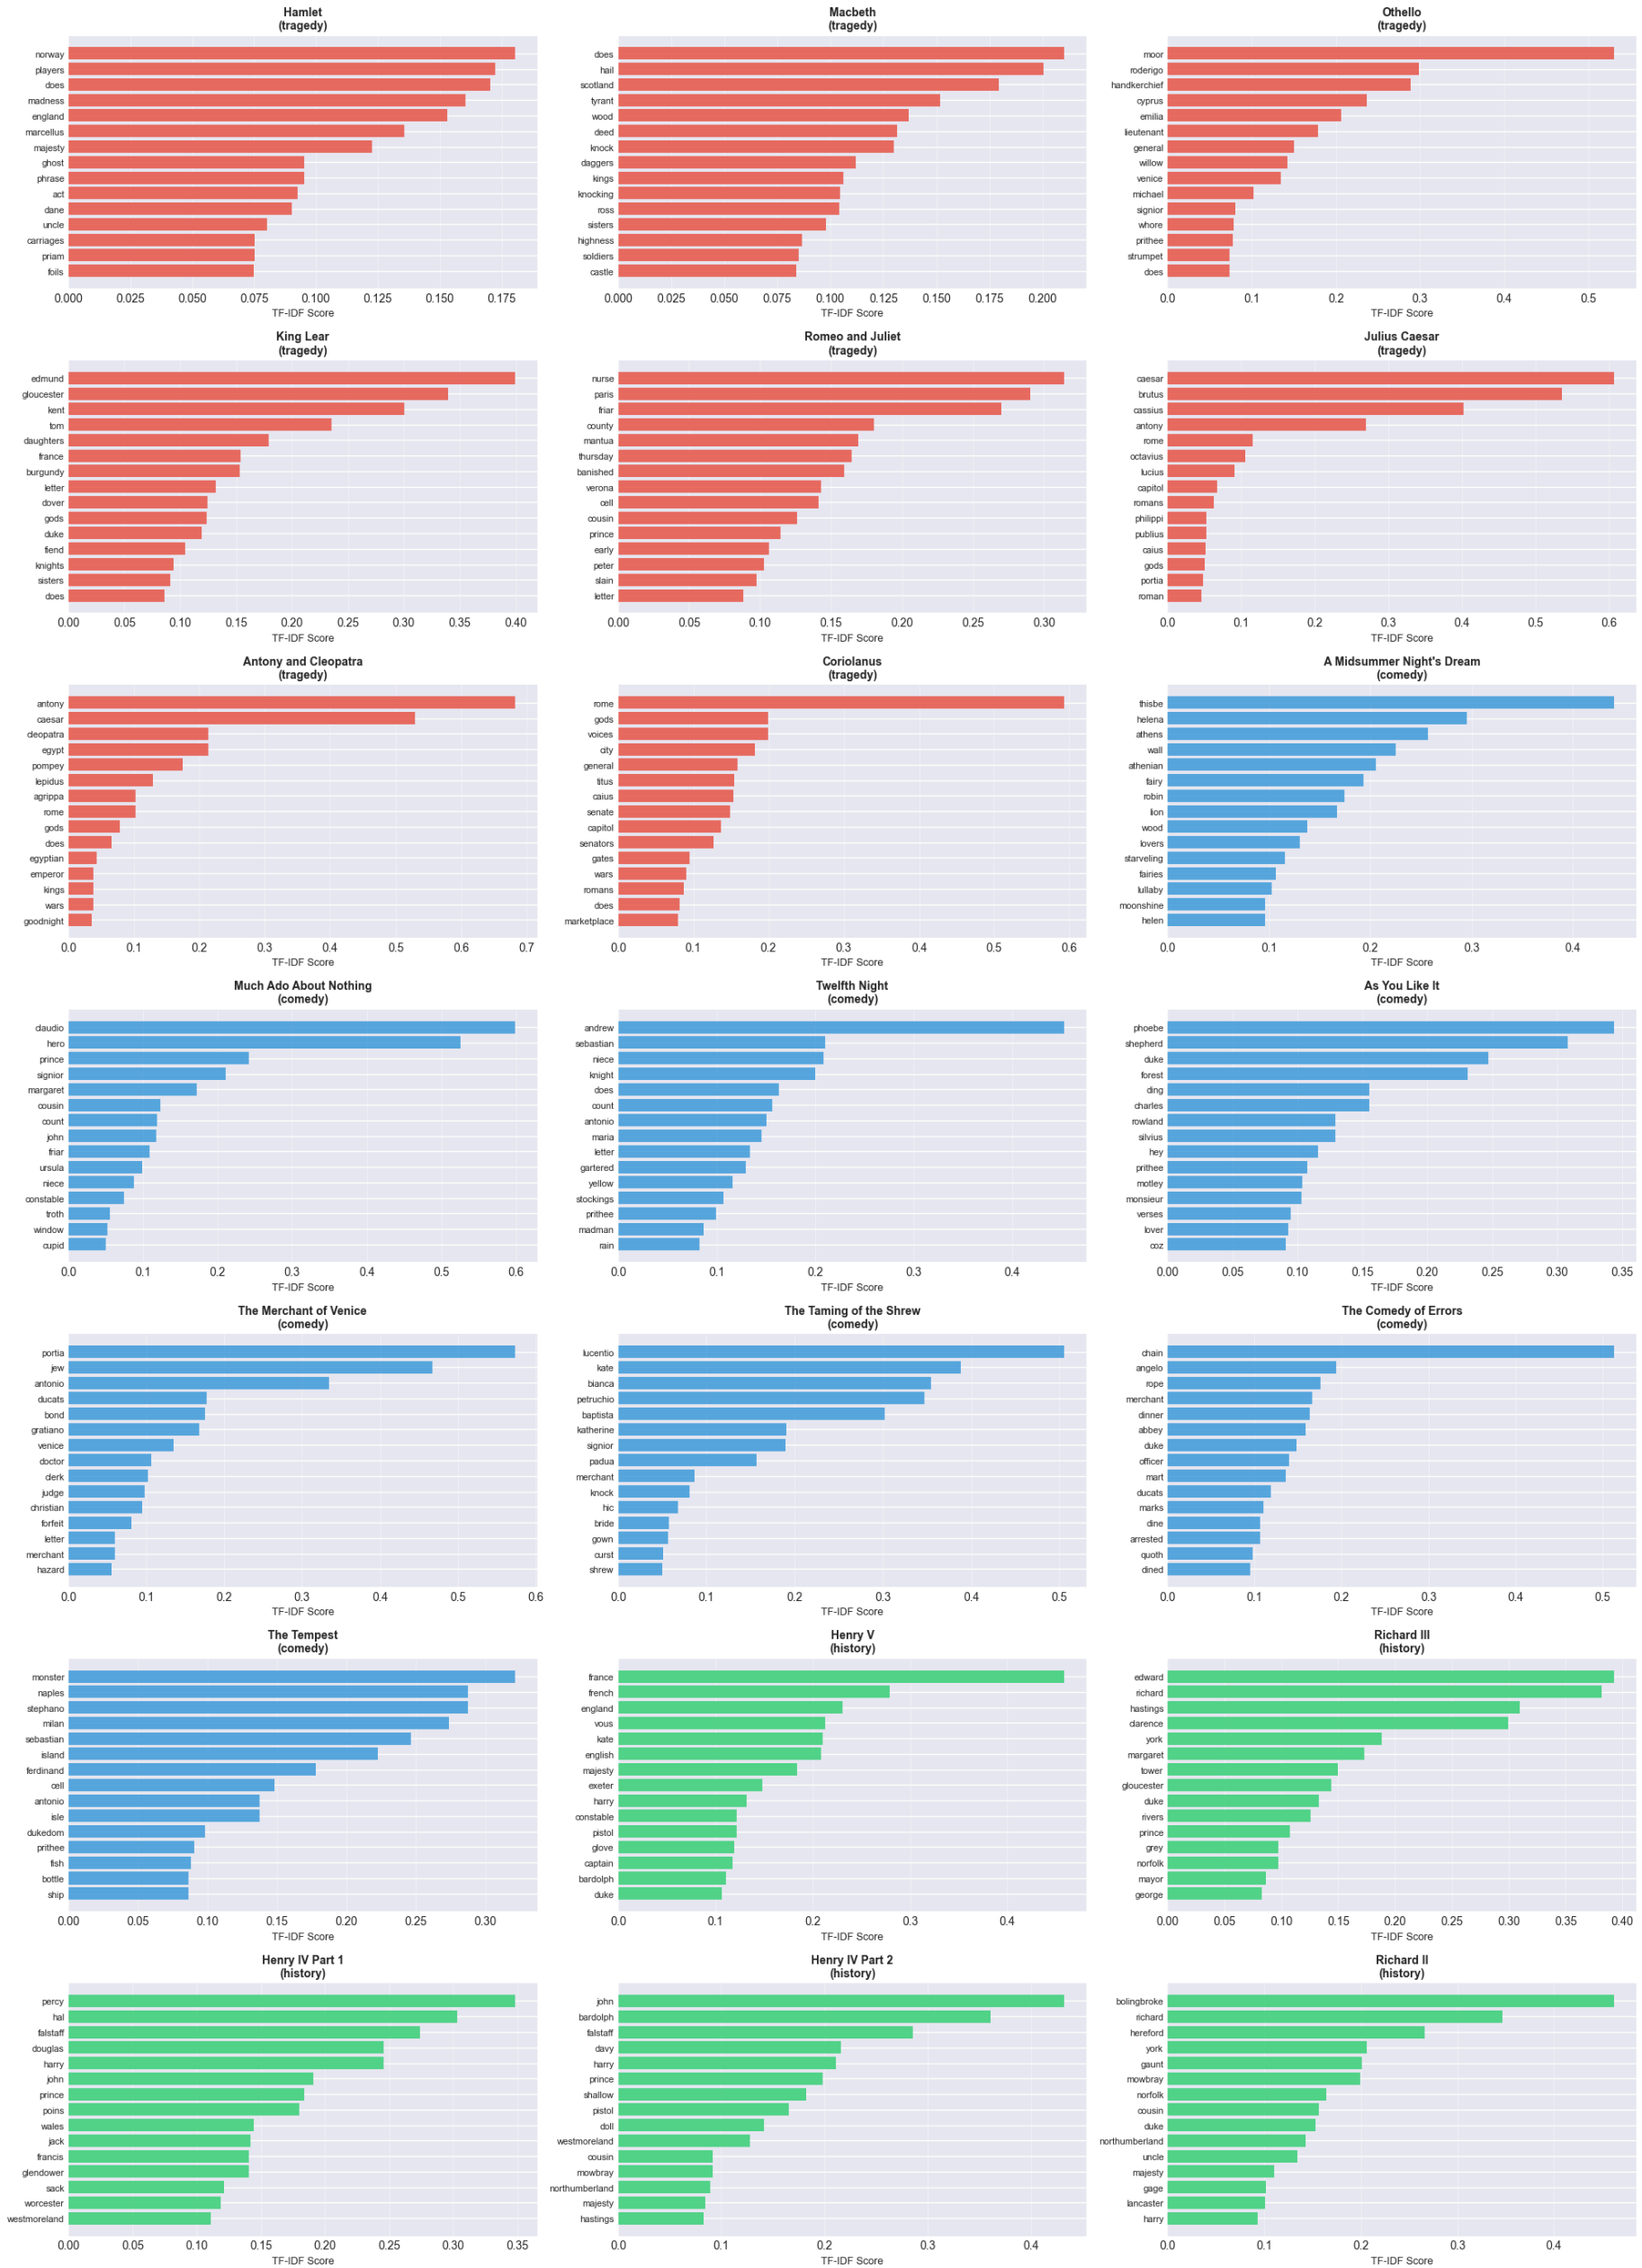 Hamlet
(tragedy)
norway
players
does
madness
england
marcellus
majesty
ghost
phrase
act
dane
uncle
carriages
priam
foils
0.000 0.025 0.050 0.075 0.100 0.125 0.150 0.175
TF-IDF Score
Macbeth
(tragedy)
does
hail
scotland
tyrant
wood
deed
knock
daggers
kings
knocking
ross
sisters
highness
soldiers
castle
0.000 0.025 0.050 0.075 0.100 0.125 0.150 0.175 0.200
TF-IDF Score
Othello
(tragedy)
moor
roderigo
handkerchief
cyprus
emilia
lieutenant
general
willow
venice
michael
signior
whore
prithee
strumpet
does
0.0 0.1 0.2 0.3 0.4 0.5
TF-IDF Score
King Lear
(tragedy)
edmund
gloucester
kent
tom
daughters
france
burgundy
letter
dover
gods
duke
fiend
knights
sisters
does
0.00 0.05 0.10 0.15 0.20 0.25 0.30 0.35 0.40
TF-IDF Score
Romeo and Juliet
(tragedy)
nurse
paris
friar
county
mantua
thursday
banished
verona
cell
cousin
prince
early
peter
slain
letter
0.00 0.05 0.10 0.15 0.20 0.25 0.30
TF-IDF Score
Julius Caesar
(tragedy)
caesar
brutus
cassius
antony
rome
octavius
lucius
capitol
romans
philippi
publius
caius
gods
portia
roman
0.0 0.1 0.2 0.3 0.4 0.5 0.6
TF-IDF Score
Antony and Cleopatra
(tragedy)
antony
caesar
cleopatra
egypt
pompey
lepidus
agrippa
rome
gods
does
egyptian
emperor
kings
wars
goodnight
0.0 0.1 0.2 0.3 0.4 0.5 0.6 0.7
TF-IDF Score
Coriolanus
(tragedy)
rome
gods
voices
city
general
titus
caius
senate
capitol
senators
gates
wars
romans
does
marketplace
0.0 0.1 0.2 0.3 0.4 0.5 0.6
TF-IDF Score
A Midsummer Night's Dream
(comedy)
thisbe
helena
athens
wall
athenian
fairy
robin
lion
wood
lovers
starveling
fairies
lullaby
moonshine
helen
0.0 0.1 0.2 0.3 0.4
TF-IDF Score
Much Ado About Nothing
(comedy)
claudio
hero
prince
signior
margaret
cousin
count
john
friar
ursula
niece
constable
troth
window
cupid
0.0 0.1 0.2 0.3 0.4 0.5 0.6
TF-IDF Score
Twelfth Night
(comedy)
andrew
sebastian
niece
knight
does
count
antonio
maria
letter
gartered
yellow
stockings
prithee
madman
rain
0.0 0.1 0.2 0.3 0.4
TF-IDF Score
As You Like It
(comedy)
phoebe
shepherd
duke
forest
ding
charles
rowland
silvius
hey
prithee
motley
monsieur
verses
lover
coz
0.00 0.05 0.10 0.15 0.20 0.25 0.30 0.35
TF-IDF Score
The Merchant of Venice
(comedy)
portia
jew
antonio
ducats
bond
gratiano
venice
doctor
clerk
judge
christian
forfeit
letter
merchant
hazard
0.0 0.1 0.2 0.3 0.4 0.5 0.6
TF-IDF Score
The Taming of the Shrew
(comedy)
lucentio
kate
bianca
petruchio
baptista
katherine
signior
padua
merchant
knock
hic
bride
gown
curst
shrew
0.0 0.1 0.2 0.3 0.4 0.5
TF-IDF Score
The Comedy of Errors
(comedy)
chain
angelo
rope
merchant
dinner
abbey
duke
officer
mart
ducats
marks
dine
arrested
quoth
dined
0.0 0.1 0.2 0.3 0.4 0.5
TF-IDF Score
The Tempest
(comedy)
monster
naples
stephano
milan
sebastian
island
ferdinand
cell
antonio
isle
dukedom
prithee
fish
bottle
ship
0.00 0.05 0.10 0.15 0.20 0.25 0.30
TF-IDF Score
Henry V
(history)
france
french
england
vous
kate
english
majesty
exeter
harry
constable
pistol
glove
captain
bardolph
duke
0.0 0.1 0.2 0.3 0.4
TF-IDF Score
Richard III
(history)
edward
richard
hastings
clarence
york
margaret
tower
gloucester
duke
rivers
prince
grey
norfolk
mayor
george
0.00 0.05 0.10 0.15 0.20 0.25 0.30 0.35 0.40
TF-IDF Score
Henry IV Part 1
(history)
percy
hal
falstaff
douglas
harry
john
prince
poins
wales
jack
francis
glendower
sack
worcester
westmoreland
0.00 0.05 0.10 0.15 0.20 0.25 0.30 0.35
TF-IDF Score
Henry IV Part 2
(history)
john
bardolph
falstaff
davy
harry
prince
shallow
pistol
doll
westmoreland
cousin
mowbray
northumberland
majesty
hastings
0.0 0.1 0.2 0.3 0.4
TF-IDF Score
Richard II
(history)
bolingbroke
richard
hereford
york
gaunt
mowbray
norfolk
cousin
duke
northumberland
uncle
majesty
gage
lancaster
harry
0.0 0.1 0.2 0.3 0.4
TF-IDF Score